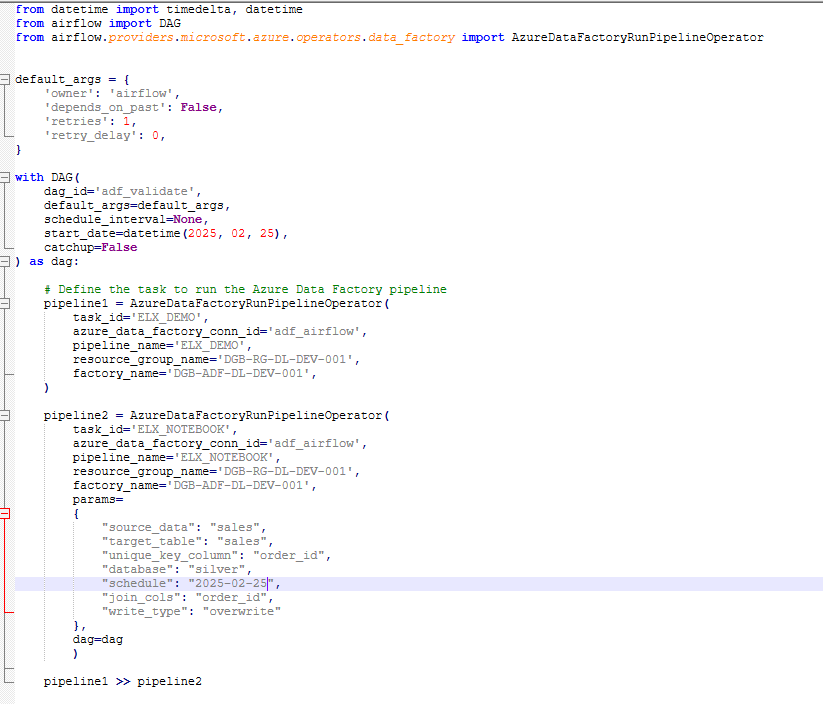 from datetime import timedelta, datetime
from airflow import DAG
from airflow.providers.microsoft.azure.operators.data_factory import AzureDataFactoryRunPipelineOperator
default_args = {
    'owner': 'airflow',
    'depends_on_past': False,
    'retries': 1,
    'retry_delay': 0,
}
with DAG(
    dag_id='adf_validate',
    default_args=default_args,
    schedule_interval=None,
    start_date=datetime(2025, 02, 25),
    catchup=False
) as dag:
    # Define the task to run the Azure Data Factory pipeline
    pipeline1 = AzureDataFactoryRunPipelineOperator(
        task_id='ELX_DEMO',
        azure_data_factory_conn_id='adf_airflow',
        pipeline_name='ELX_DEMO',
        resource_group_name='DGB-RG-DL-DEV-001',
        factory_name='DGB-ADF-DL-DEV-001',
    )
    pipeline2 = AzureDataFactoryRunPipelineOperator(
        task_id='ELX_NOTEBOOK',
        azure_data_factory_conn_id='adf_airflow',
        pipeline_name='ELX_NOTEBOOK',
        resource_group_name='DGB-RG-DL-DEV-001',
        factory_name='DGB-ADF-DL-DEV-001',
        params=
        {
            "source_data": "sales",
            "target_table": "sales",
            "unique_key_column": "order_id",
            "database": "silver",
            "schedule": "2025-02-25",
            "join_cols": "order_id",
            "write_type": "overwrite"
        },
        dag=dag
        )
    pipeline1 >> pipeline2